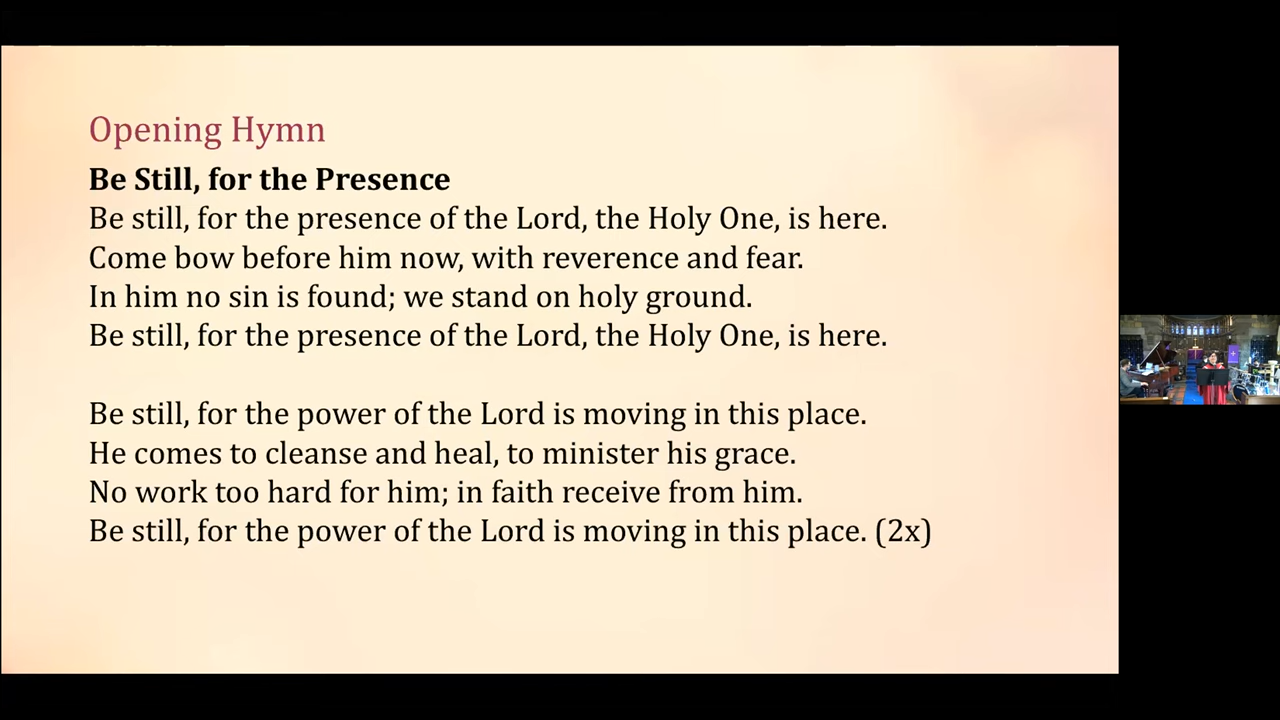 Opening Hymn
Be Still, for the Presence
Be still, for the presence of the Lord, the Holy One, is here.
Come bow before him now, with reverence and fear.
In him no sin is found; we stand on holy ground.
Be still, for the presence of the Lord, the Holy One, is here.
Be still, for the power of the Lord is moving in this place.
He comes to cleanse and heal, to minister his grace.
No work too hard for him; in faith receive from him.
Be still, for the power of the Lord is moving in this place. (2x)